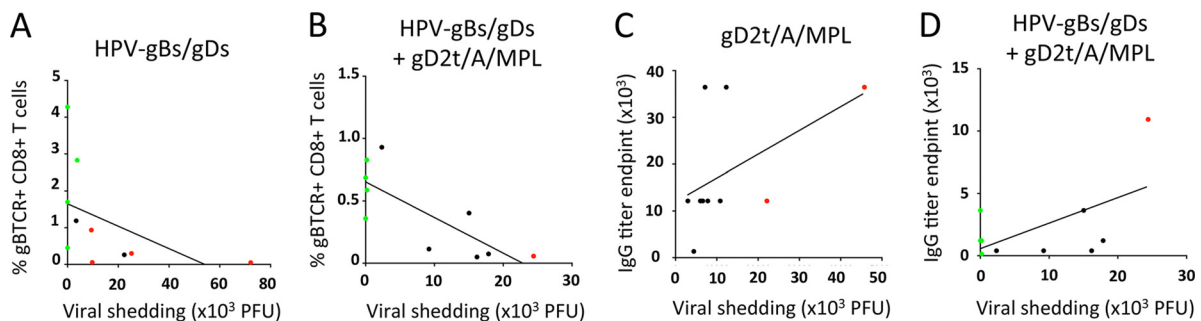 A
HPV-gBs/gDs
% gBTCR+ CD8+ T cells
5
4
3
2
1
0
0 20 40 60 80
Viral shedding (x10³ PFU)
B
HPV-gBs/gDs
+ gD2t/A/MPL
% gBTCR+ CD8+ T cells
1.5
1.0
0.5
0
0 10 20 30
Viral shedding (x10³ PFU)
C
gD2t/A/MPL
IgG titer endpint (x10³)
40
30
20
10
0
0 10 20 30 40 50
Viral shedding (x10³ PFU)
D
HPV-gBs/gDs
+ gD2t/A/MPL
IgG titer endpint (x10³)
15
10
5
0
0 10 20 30
Viral shedding (x10³ PFU)